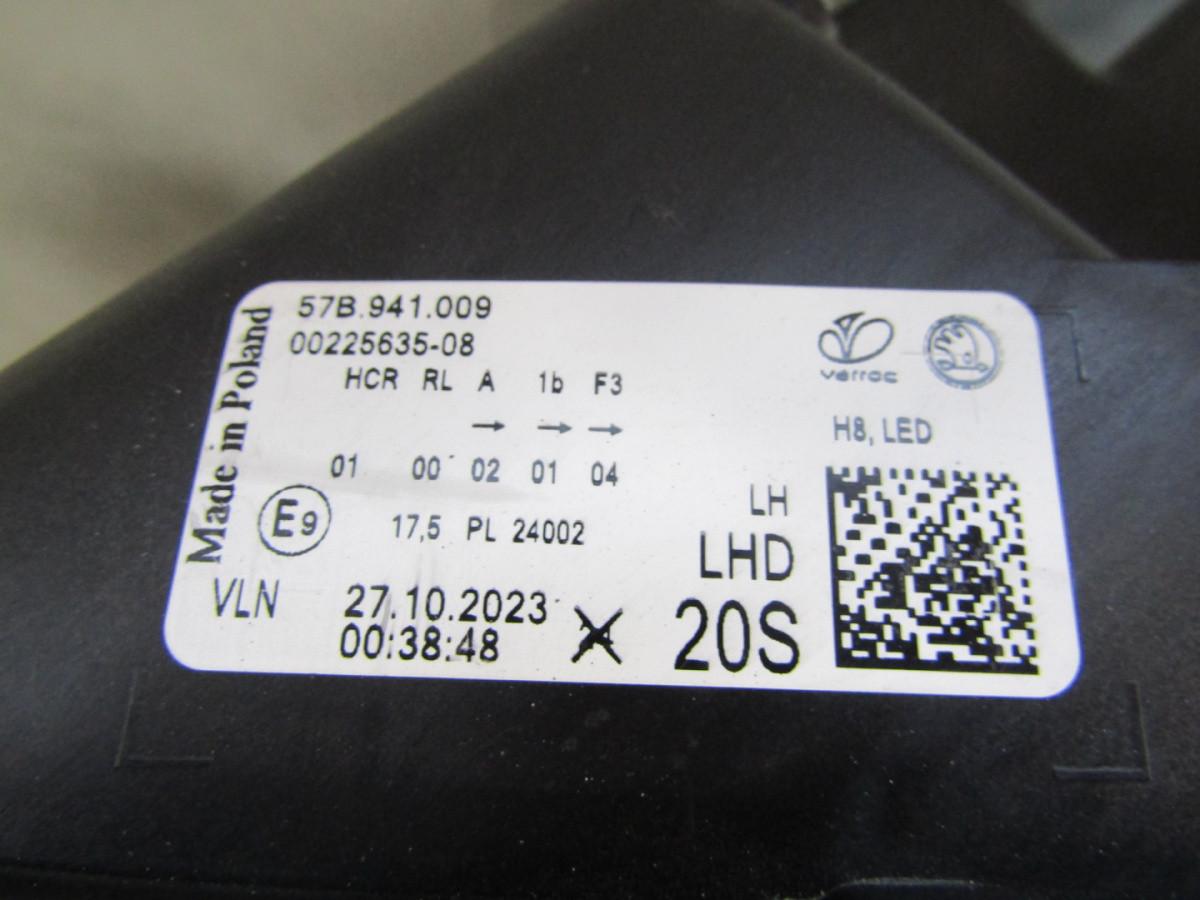 57B.941.009
00225635-08
HCR RL A 1b F3
→ → →
01 00 02 01 04
E9 17,5 PL 24002
VLN 27.10.2023
00:38:48
Made in Poland
varroc
H8, LED
LH
LHD
20S